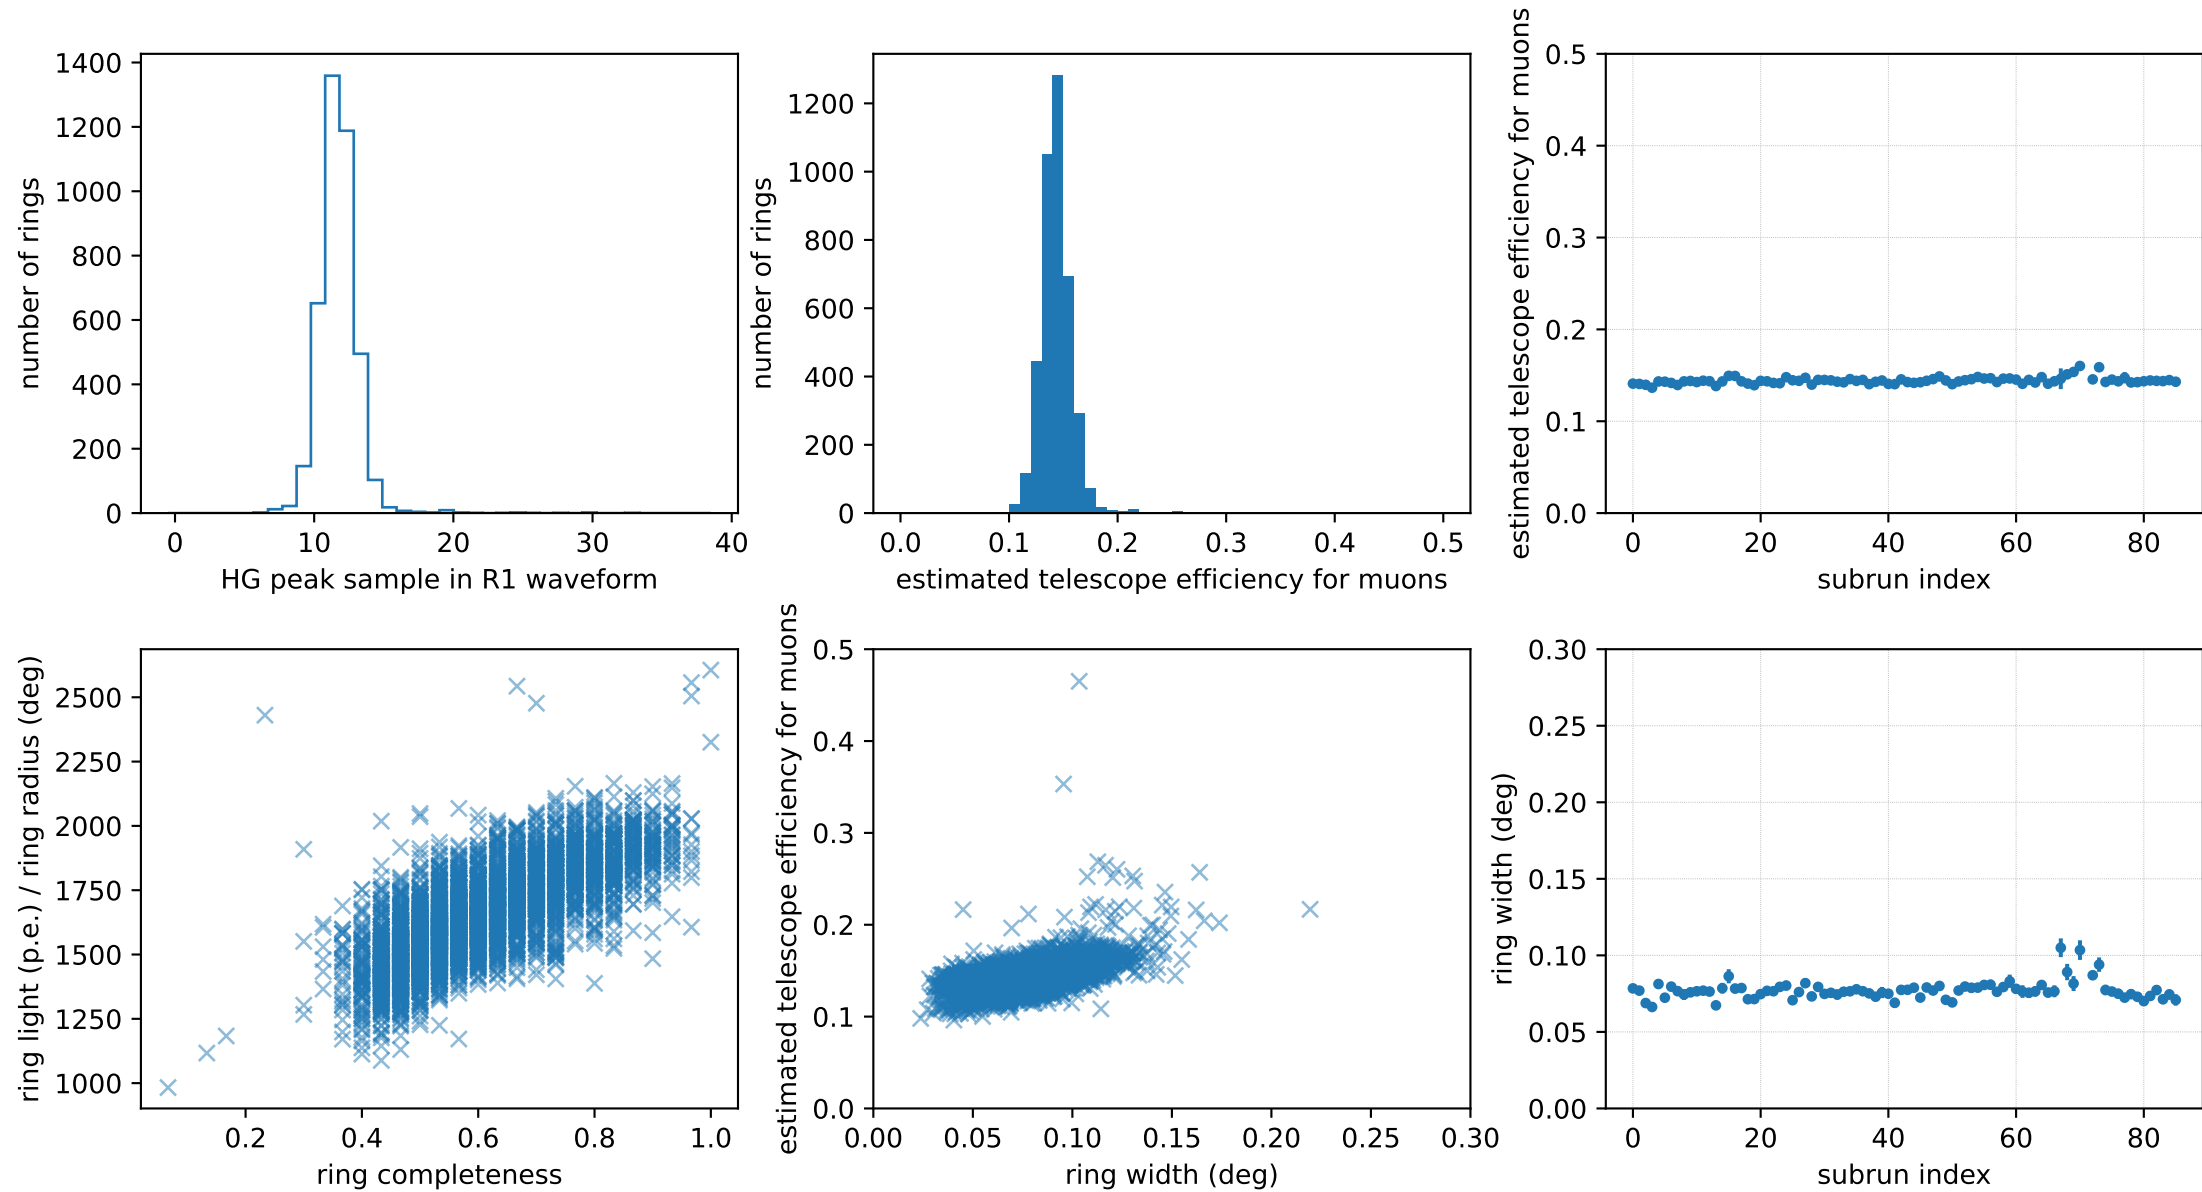 1400
1200
1000
800
600
400
200
0
number of rings
0 10 20 30 40
HG peak sample in R1 waveform
1200
1000
800
600
400
200
0
number of rings
0.0 0.1 0.2 0.3 0.4 0.5
estimated telescope efficiency for muons
0.5
0.4
0.3
0.2
0.1
0.0
estimated telescope efficiency for muons
0 20 40 60 80
subrun index
2500
2250
2000
1750
1500
1250
1000
ring light (p.e.) / ring radius (deg)
0.2 0.4 0.6 0.8 1.0
ring completeness
0.5
0.4
0.3
0.2
0.1
0.0
estimated telescope efficiency for muons
0.00 0.05 0.10 0.15 0.20 0.25 0.30
ring width (deg)
0.30
0.25
0.20
0.15
0.10
0.05
0.00
ring width (deg)
0 20 40 60 80
subrun index